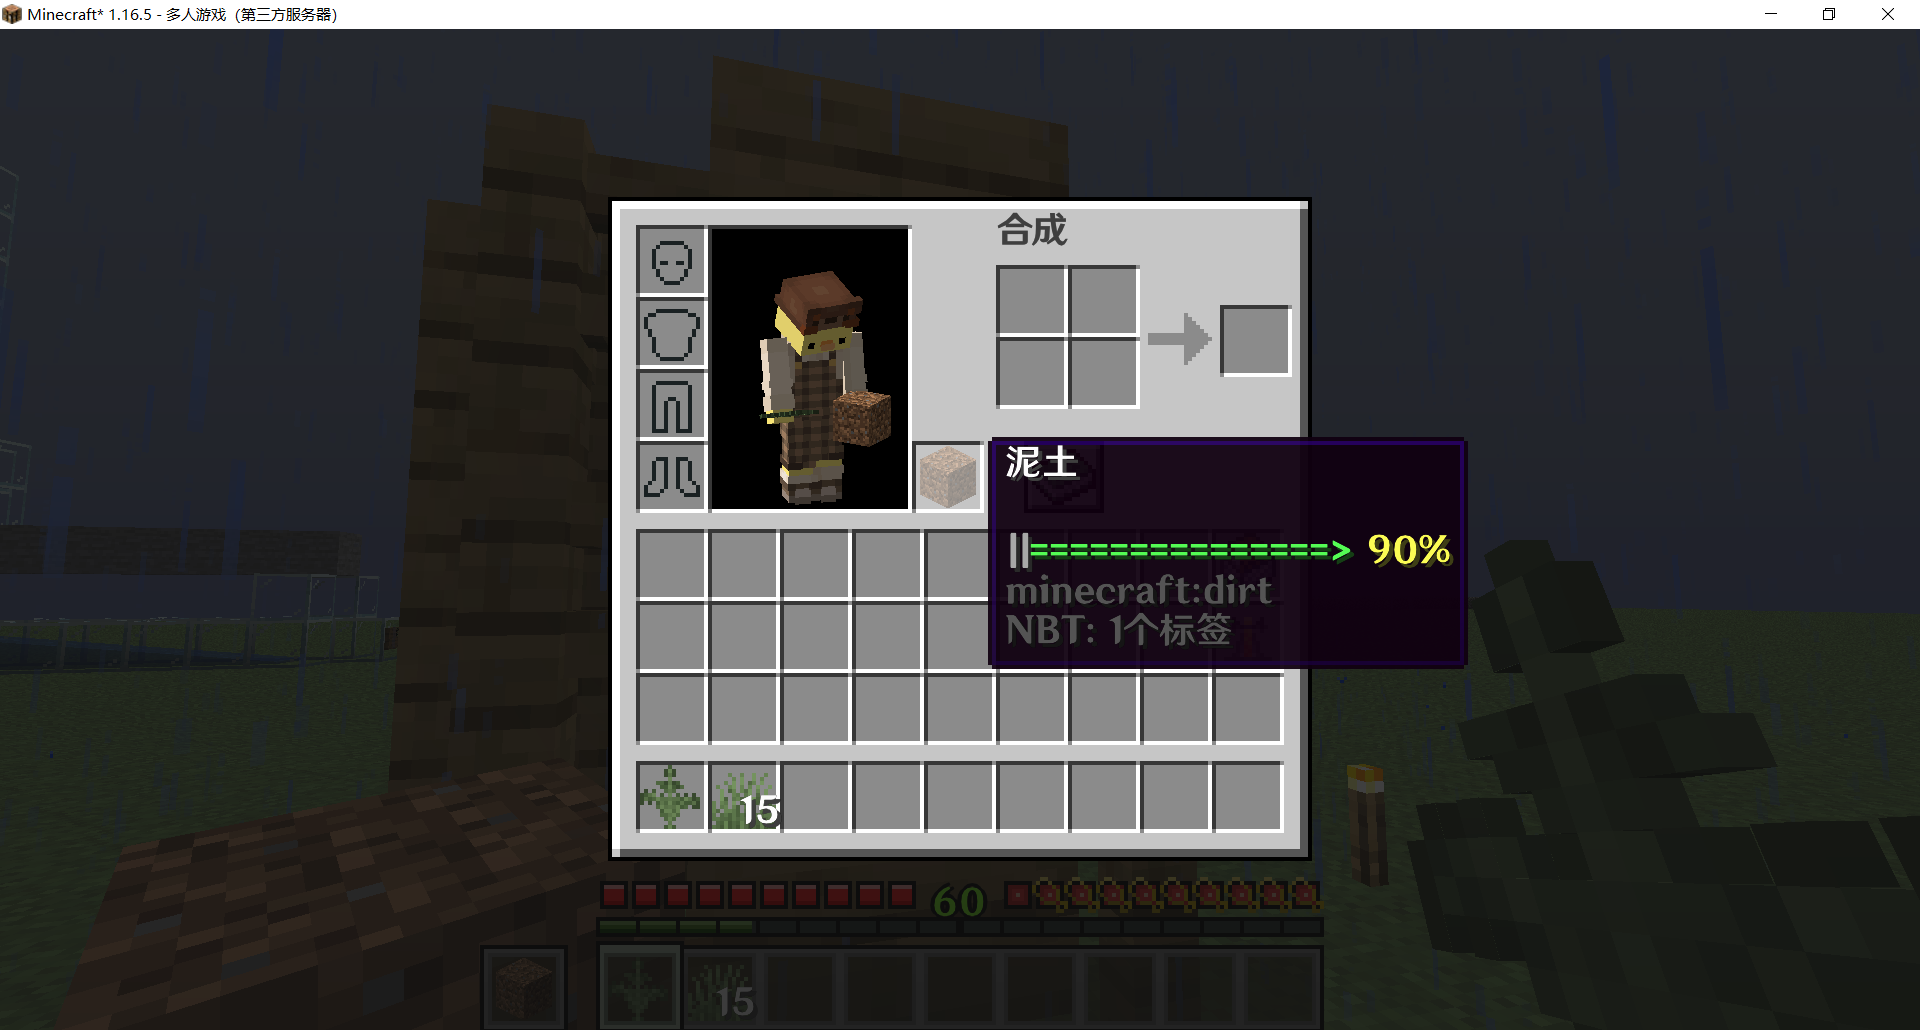 Minecraft* 1.16.5 - 多人游戏（第三方服务器）
合成
泥土
||===============> 90%
minecraft:dirt
NBT: 1个标签
15
60
15